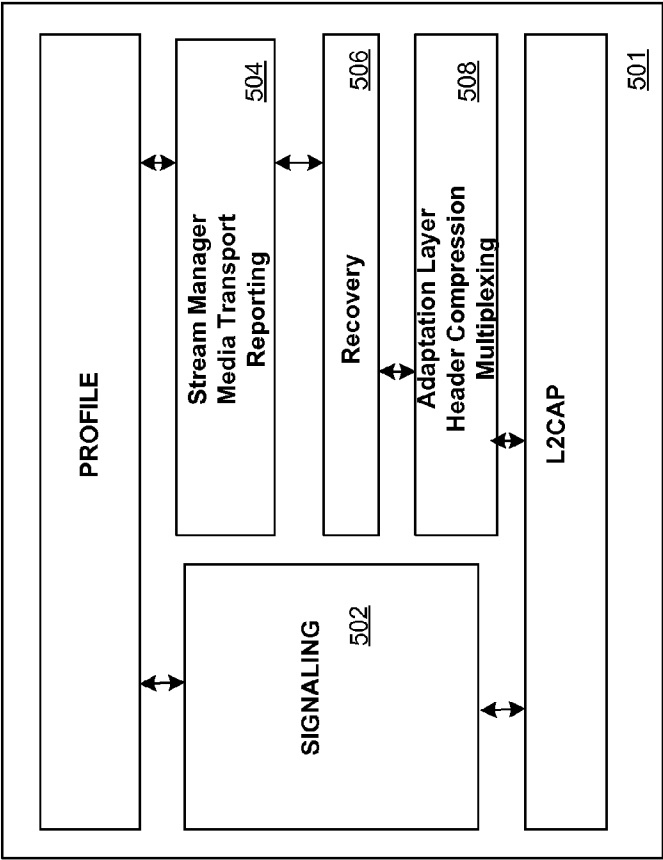 PROFILE
SIGNALING
502
Stream Manager
Media Transport
Reporting
504
Recovery
506
Adaptation Layer
Header Compression
Multiplexing
508
L2CAP
501